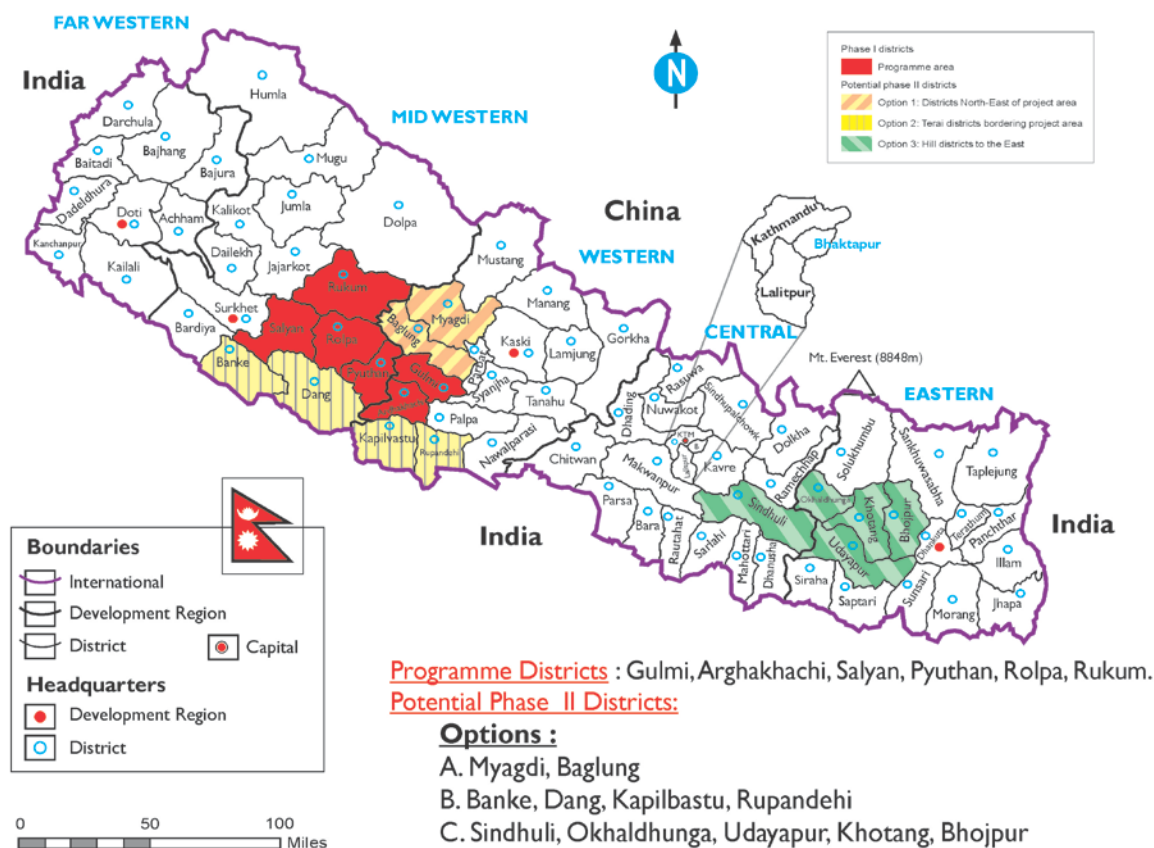 FAR WESTERN
India
Humla
N
Phase I districts
Programme area
Potential phase II districts
Option 1: Districts North-East of project area
Option 2: Terai districts bordering project area
Option 3: Hill districts to the East
MID WESTERN
Darchula
Bajhang
Baitadi
Bajura
Mugu
Dadeldhura
Doti
Achham
Kalikot
Jumla
Dolpa
China
Kathmandu
Bhaktapur
Lalitpur
Kanchanpur
Kailali
Dailekh
Jajarkot
Mustang
WESTERN
Rukum
Manang
Surkhet
Bardiya
Salyan
Rolpa
Baglung
Myagdi
Kaski
Lamjung
Gorkha
CENTRAL
Banke
Dang
Pyuthan
Gulmi
Parbat
Syanjha
Tanahu
Rasuwa
Sindhupalchowk
Mt. Everest (8848m)
EASTERN
Kapilvastu
Rupandehi
Palpa
Nawalparasi
Dhading
Nuwakot
Dolkha
Solukhumbu
Sankhuwasabha
Taplejung
Chitwan
Makwanpur
KTM
B
Kavre
Ramechhap
Okhaldhunga
Khotang
Bhojpur
Terathum
Panchthar
India
Parsa
Bara
Rautahat
Sarlahi
Sindhuli
Udayapur
Dhankuta
Illam
India
Mahottari
Dhanusha
Siraha
Saptari
Sunsari
Morang
Jhapa
Boundaries
International
Development Region
District
Capital
Headquarters
Development Region
District
0 50 100
Miles
Programme Districts : Gulmi, Arghakhachi, Salyan, Pyuthan, Rolpa, Rukum.
Potential Phase II Districts:
Options :
A. Myagdi, Baglung
B. Banke, Dang, Kapilbastu, Rupandehi
C. Sindhuli, Okhaldhunga, Udayapur, Khotang, Bhojpur